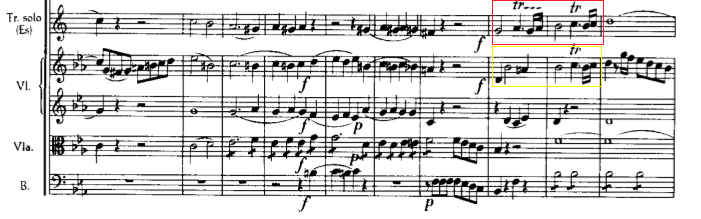 tr tr
Tr. solo
(Es)
f
tr
Vl.
f f
f p
Vla.
f p
B.
f p